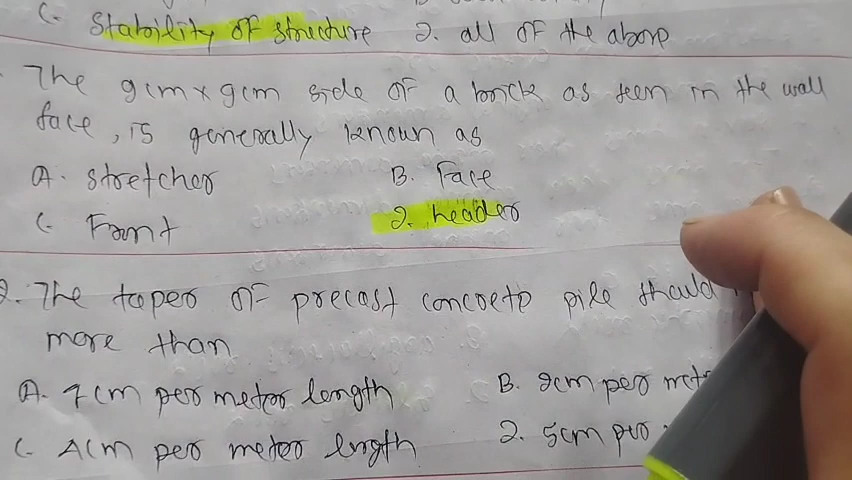 C. Stability of structure D. all of the above
The 9cm x 9cm side of a brick as seen in the wall
face, is generally known as
A. stretcher B. Face
C. Front D. header
2. The taper of precast concrete pile should
more than
A. 1cm per meter length B. 2cm per
C. 4cm per meter length D. 5cm per